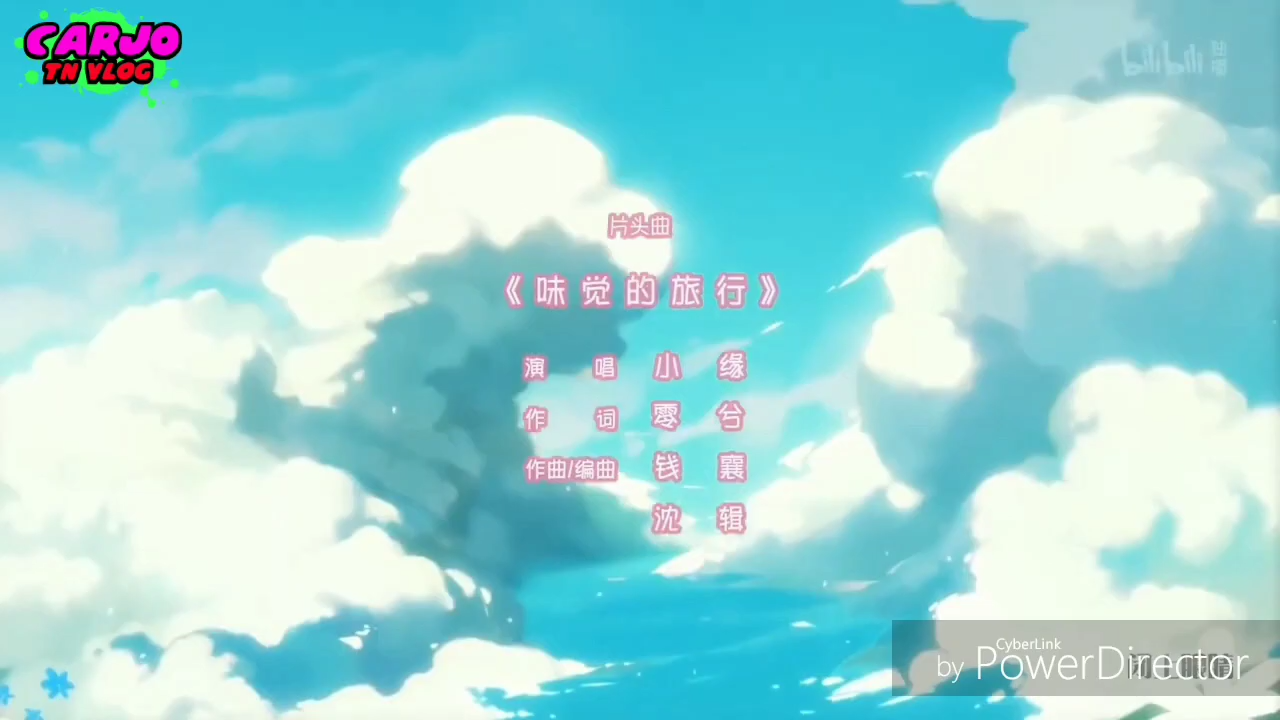 CARJO
TN VLOG
bilibili
片头曲
《味觉的旅行》
演 唱 小 缘
作 词 零 兮
作曲/编曲 钱 襄
沈 辑
CyberLink
by PowerDirector